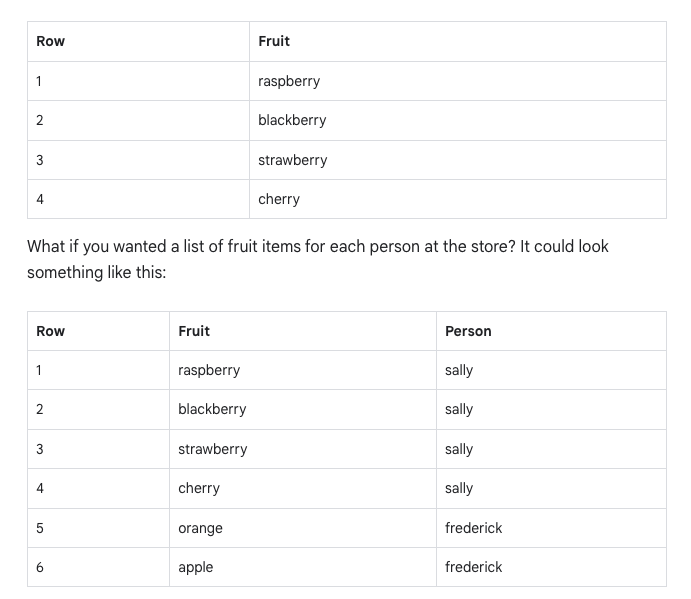 Row Fruit
1 raspberry
2 blackberry
3 strawberry
4 cherry
What if you wanted a list of fruit items for each person at the store? It could look
something like this:
Row Fruit Person
1 raspberry sally
2 blackberry sally
3 strawberry sally
4 cherry sally
5 orange frederick
6 apple frederick